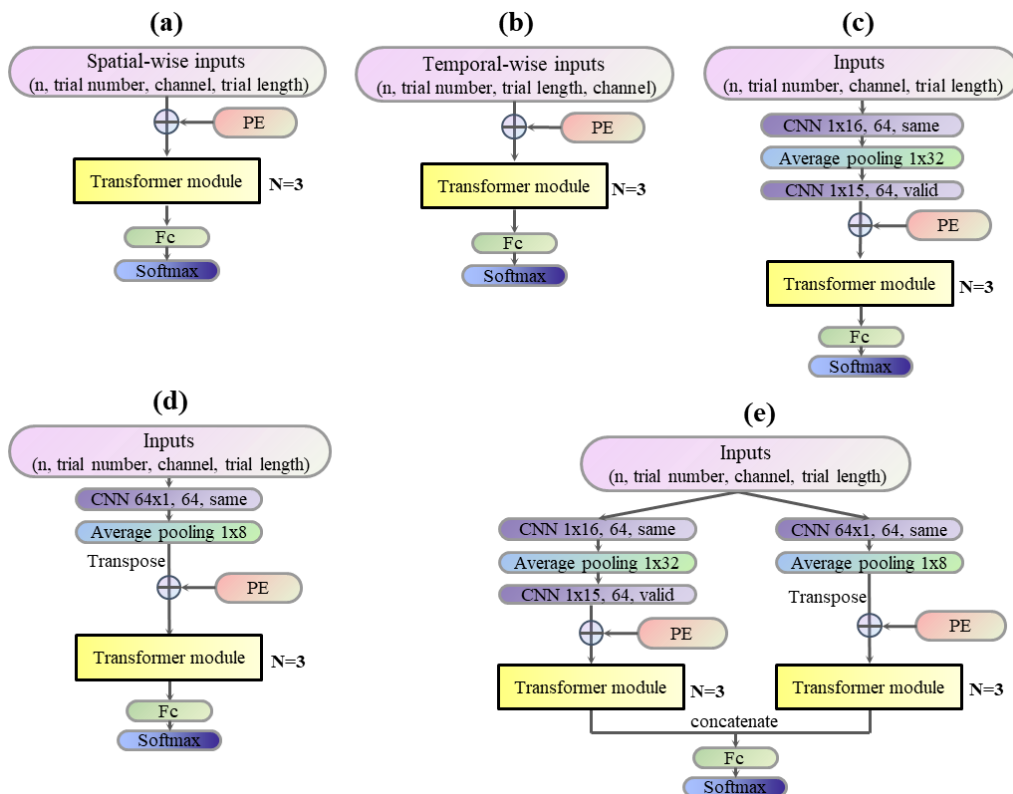 (a)
Spatial-wise inputs
(n, trial number, channel, trial length)
PE
Transformer module
N=3
Fc
Softmax
(b)
Temporal-wise inputs
(n, trial number, trial length, channel)
PE
Transformer module
N=3
Fc
Softmax
(c)
Inputs
(n, trial number, channel, trial length)
CNN 1x16, 64, same
Average pooling 1x32
CNN 1x15, 64, valid
PE
Transformer module
N=3
Fc
Softmax
(d)
Inputs
(n, trial number, channel, trial length)
CNN 64x1, 64, same
Average pooling 1x8
Transpose
PE
Transformer module
N=3
Fc
Softmax
(e)
Inputs
(n, trial number, channel, trial length)
CNN 1x16, 64, same
Average pooling 1x32
CNN 1x15, 64, valid
PE
Transformer module
N=3
CNN 64x1, 64, same
Average pooling 1x8
Transpose
PE
Transformer module
N=3
concatenate
Fc
Softmax